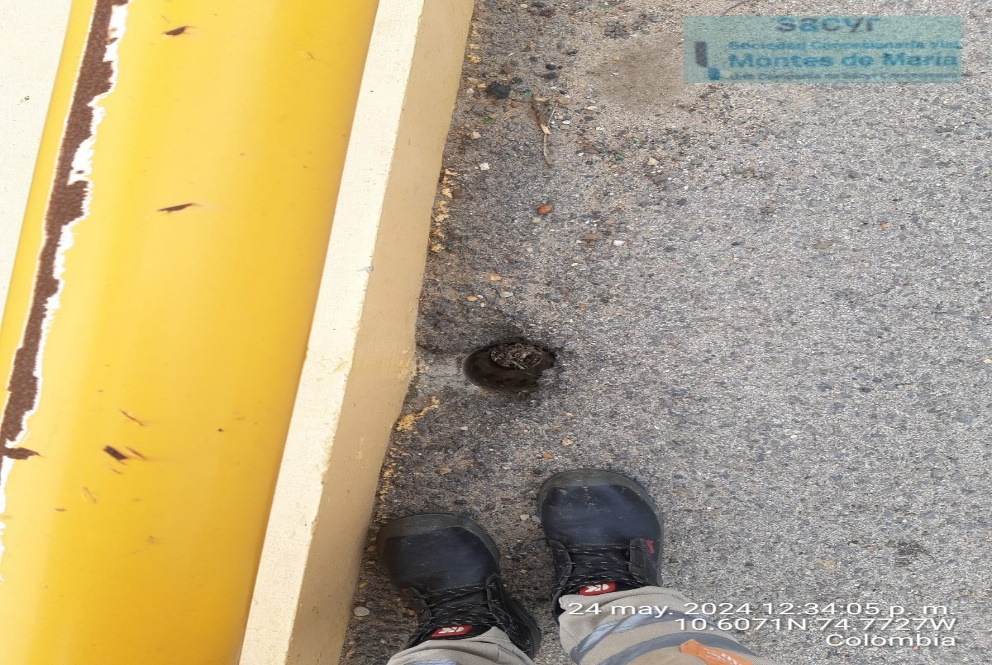 sacyr
Sociedad Concesionaria Vial
Montes de María
24 may. 2024 12:34:05 p. m.
10.6071N 74.7727W
Colombia